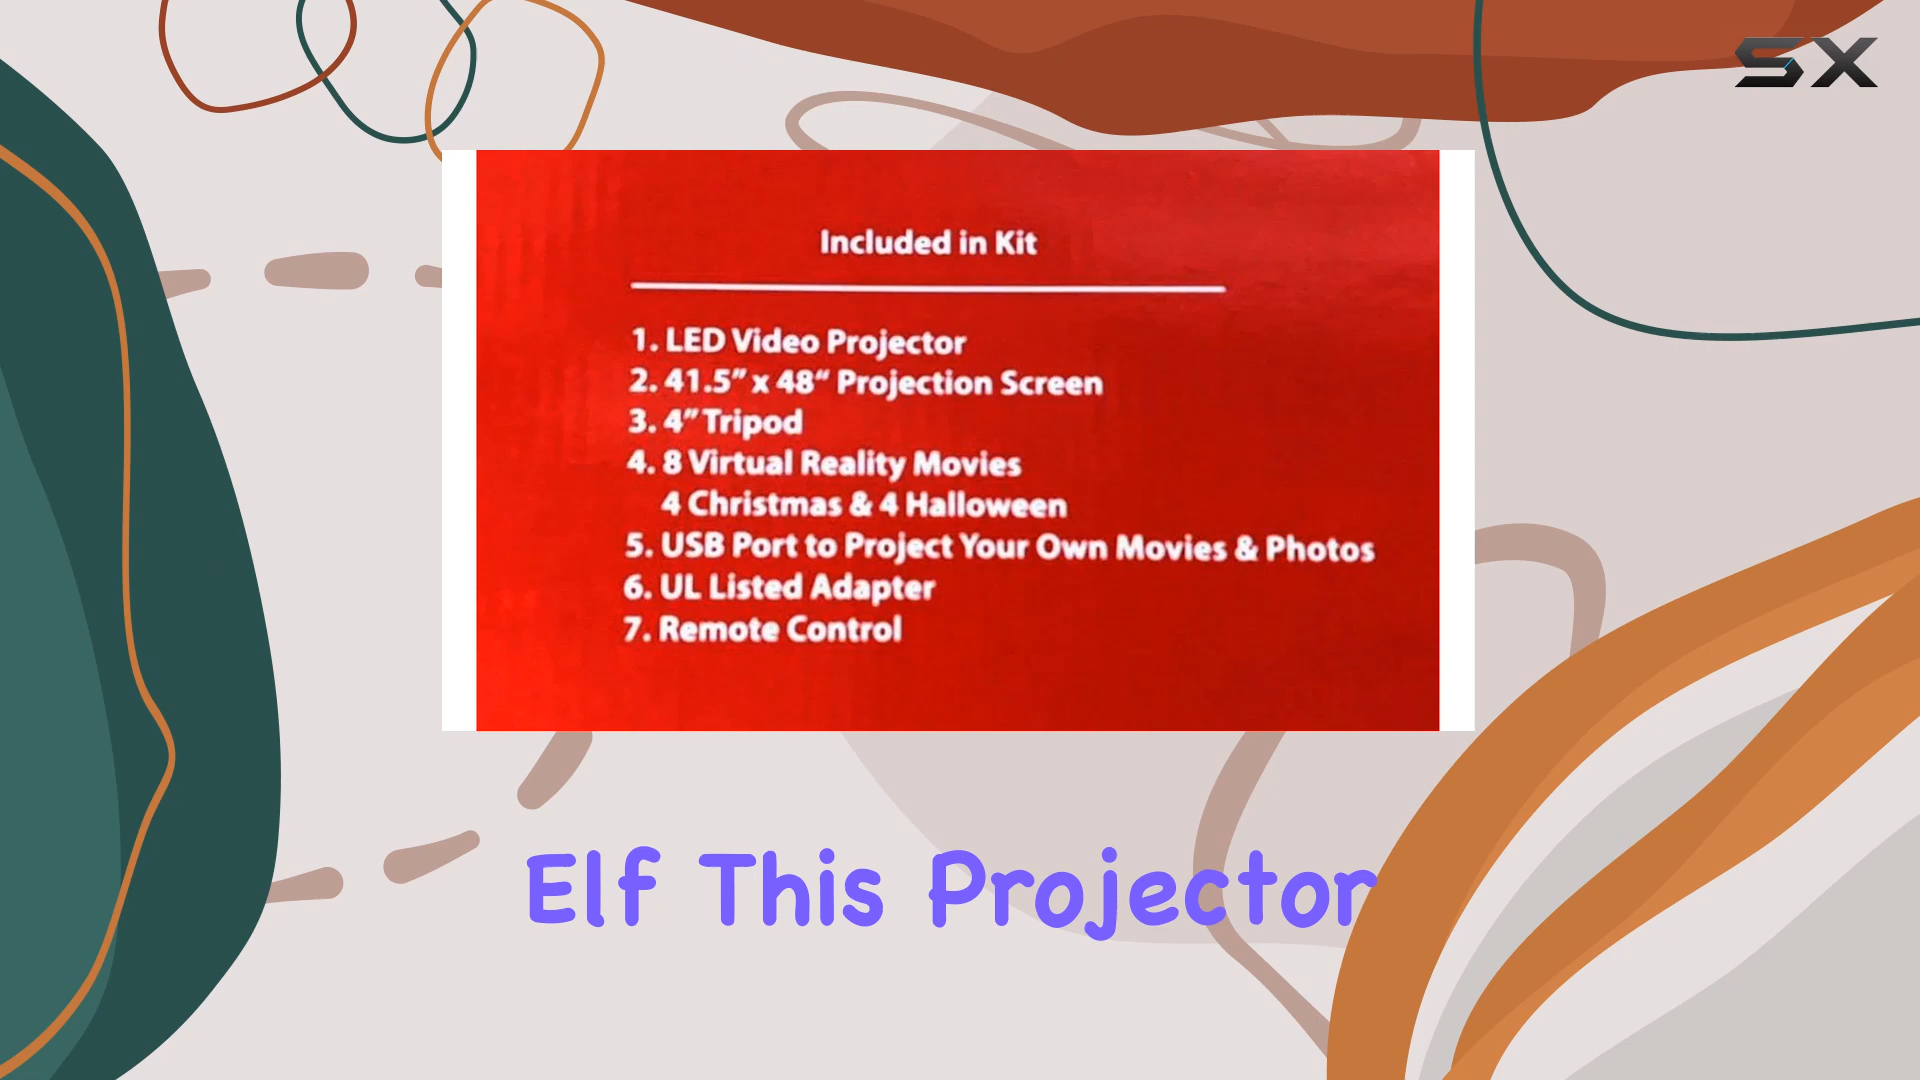 SX
Included in Kit
1. LED Video Projector
2. 41.5” x 48“ Projection Screen
3. 4” Tripod
4. 8 Virtual Reality Movies
4 Christmas & 4 Halloween
5. USB Port to Project Your Own Movies & Photos
6. UL Listed Adapter
7. Remote Control
Elf This Projector